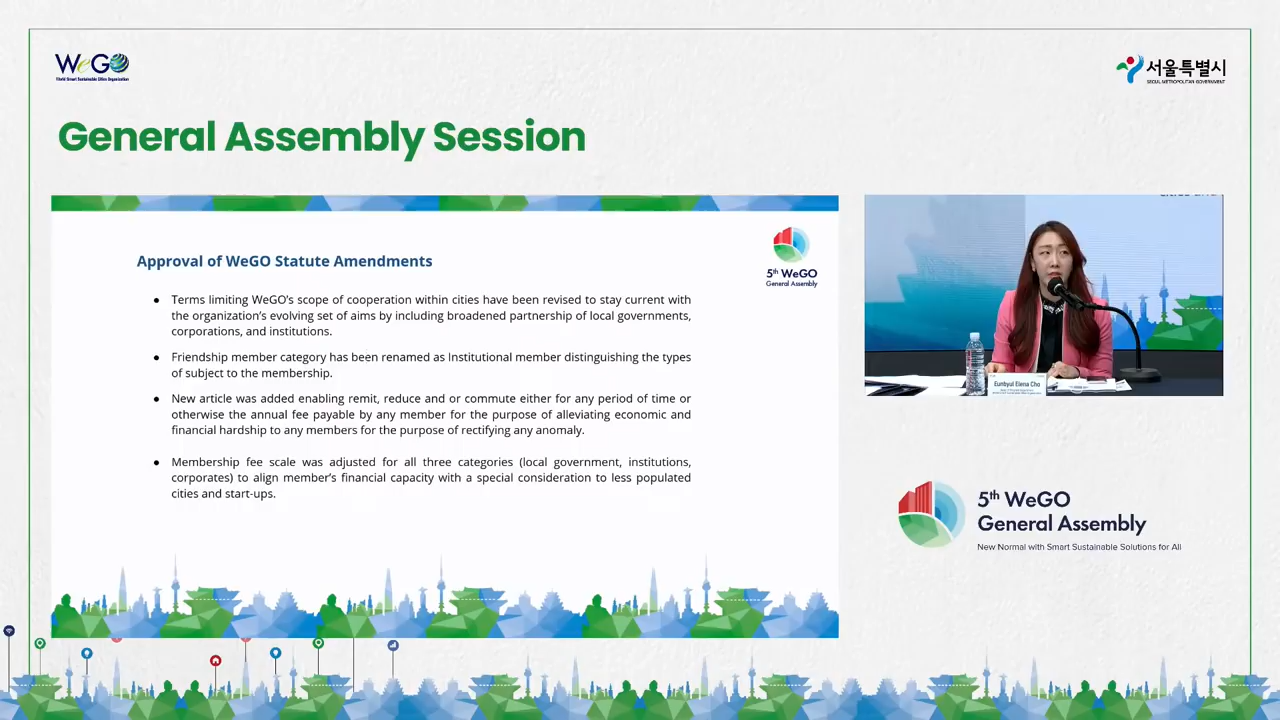 WeGO
World Smart Sustainable Cities Organization
서울특별시
SEOUL METROPOLITAN GOVERNMENT
General Assembly Session
5th WeGO
General Assembly
Approval of WeGO Statute Amendments
● Terms limiting WeGO's scope of cooperation within cities have been revised to stay current with
the organization's evolving set of aims by including broadened partnership of local governments,
corporations, and institutions.
● Friendship member category has been renamed as Institutional member distinguishing the types
of subject to the membership.
● New article was added enabling remit, reduce and or commute either for any period of time or
otherwise the annual fee payable by any member for the purpose of alleviating economic and
financial hardship to any members for the purpose of rectifying any anomaly.
● Membership fee scale was adjusted for all three categories (local government, institutions,
corporates) to align member's financial capacity with a special consideration to less populated
cities and start-ups.
Eunbyul Elena Cho
5th WeGO
General Assembly
New Normal with Smart Sustainable Solutions for All